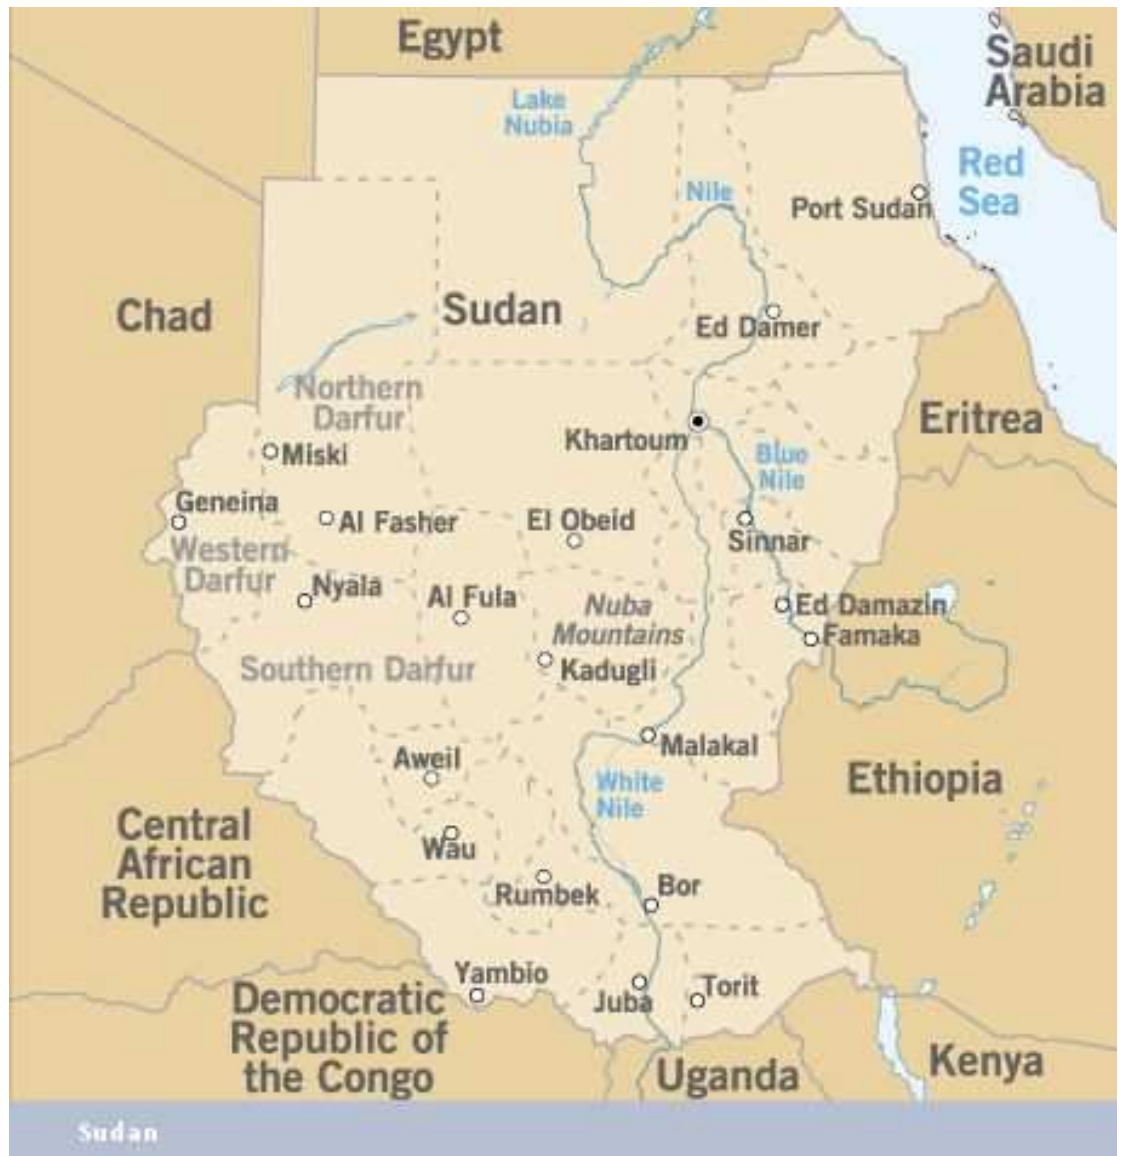 Egypt
Saudi
Arabia
Lake
Nubia
Red
Sea
Nile
Port Sudan
Chad
Sudan
Ed Damer
Northern
Darfur
Eritrea
Khartoum
Miski
Blue
Nile
Geneina
Al Fasher
El Obeid
Sinnar
Western
Darfur
Nyala
Al Fula
Nuba
Mountains
Ed Damazin
Famaka
Southern Darfur
Kadugli
Malakal
Aweil
White
Nile
Ethiopia
Central
African
Republic
Wau
Rumbek
Bor
Yambio
Juba
Torit
Democratic
Republic of
the Congo
Uganda
Kenya
Sudan